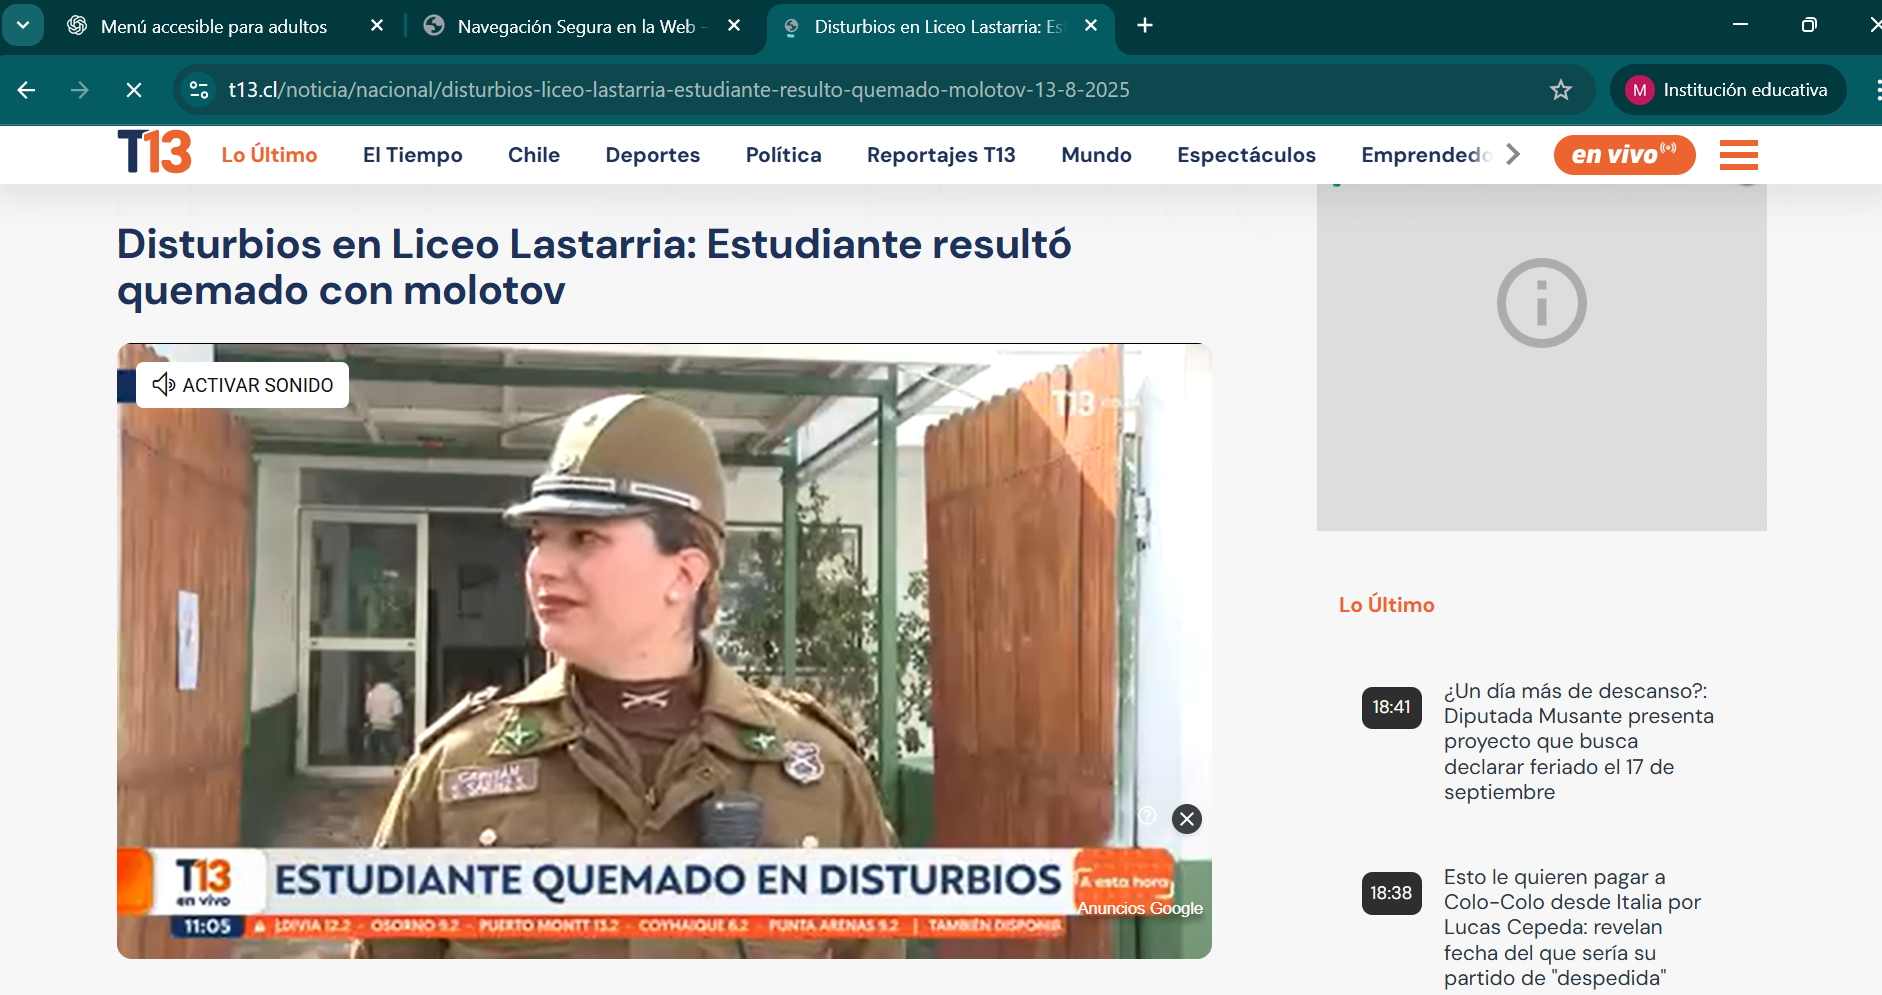 Menú accesible para adultos
Navegación Segura en la Web -
Disturbios en Liceo Lastarria: Es
t13.cl/noticia/nacional/disturbios-liceo-lastarria-estudiante-resulto-quemado-molotov-13-8-2025
M Institución educativa
T13 Lo Último El Tiempo Chile Deportes Política Reportajes T13 Mundo Espectáculos Emprendedo en vivo
Disturbios en Liceo Lastarria: Estudiante resultó
quemado con molotov
ACTIVAR SONIDO
T13
T13
en vivo
ESTUDIANTE QUEMADO EN DISTURBIOS
A esta hora
Anuncios Google
11:05 LDIVIA 12.2 - OSORNO 9.2 - PUERTO MONTT 13.2 - COYHAIQUE 6.2 PUNTA ARENAS 9.2 | TAMBIÉN DISPONIB
Lo Último
18:41
¿Un día más de descanso?:
Diputada Musante presenta
proyecto que busca
declarar feriado el 17 de
septiembre
18:38
Esto le quieren pagar a
Colo-Colo desde Italia por
Lucas Cepeda: revelan
fecha del que sería su
partido de "despedida"